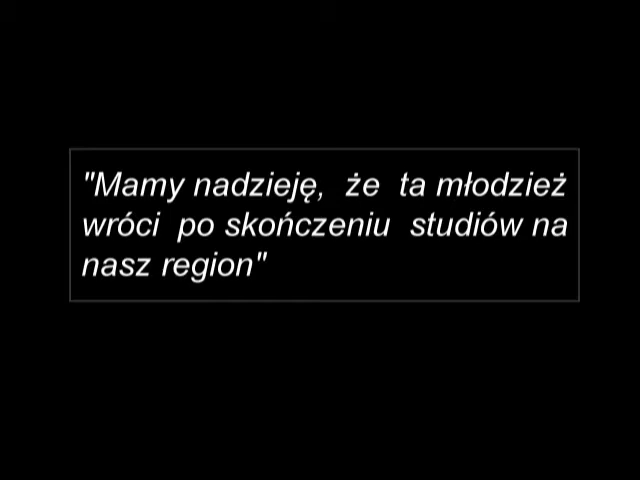 "Mamy nadzieję, że ta młodzież
wróci po skończeniu studiów na
nasz region"